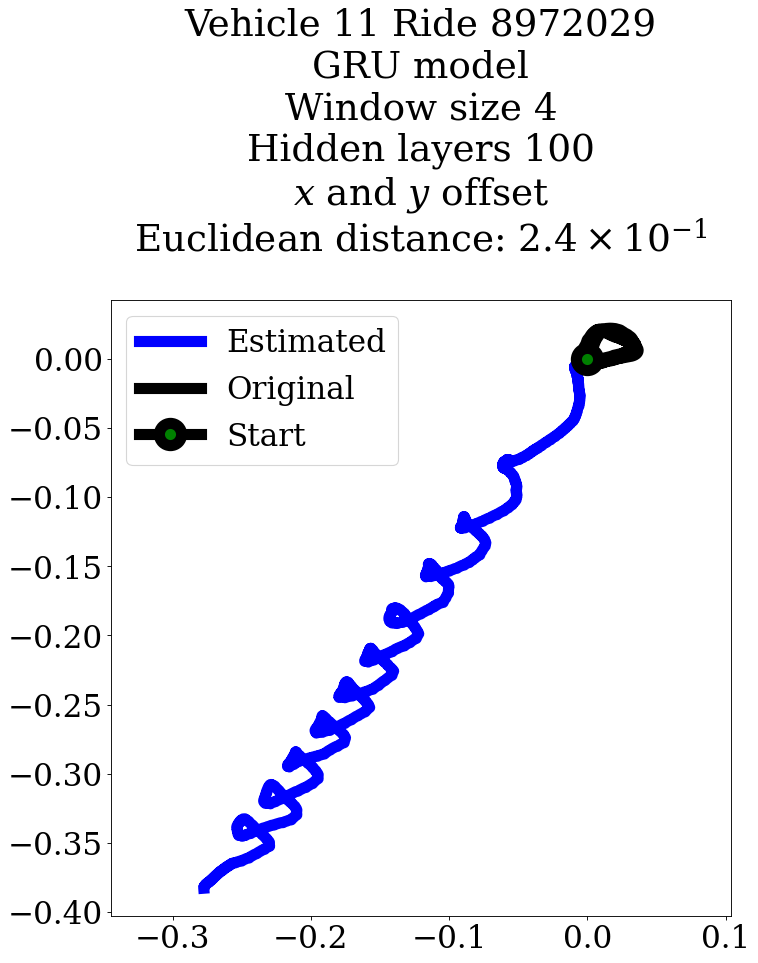 Vehicle 11 Ride 8972029
GRU model
Window size 4
Hidden layers 100
x and y offset
Euclidean distance: 2.4 × 10⁻¹
Estimated
Original
Start
0.00
−0.05
−0.10
−0.15
−0.20
−0.25
−0.30
−0.35
−0.40
−0.3
−0.2
−0.1
0.0
0.1